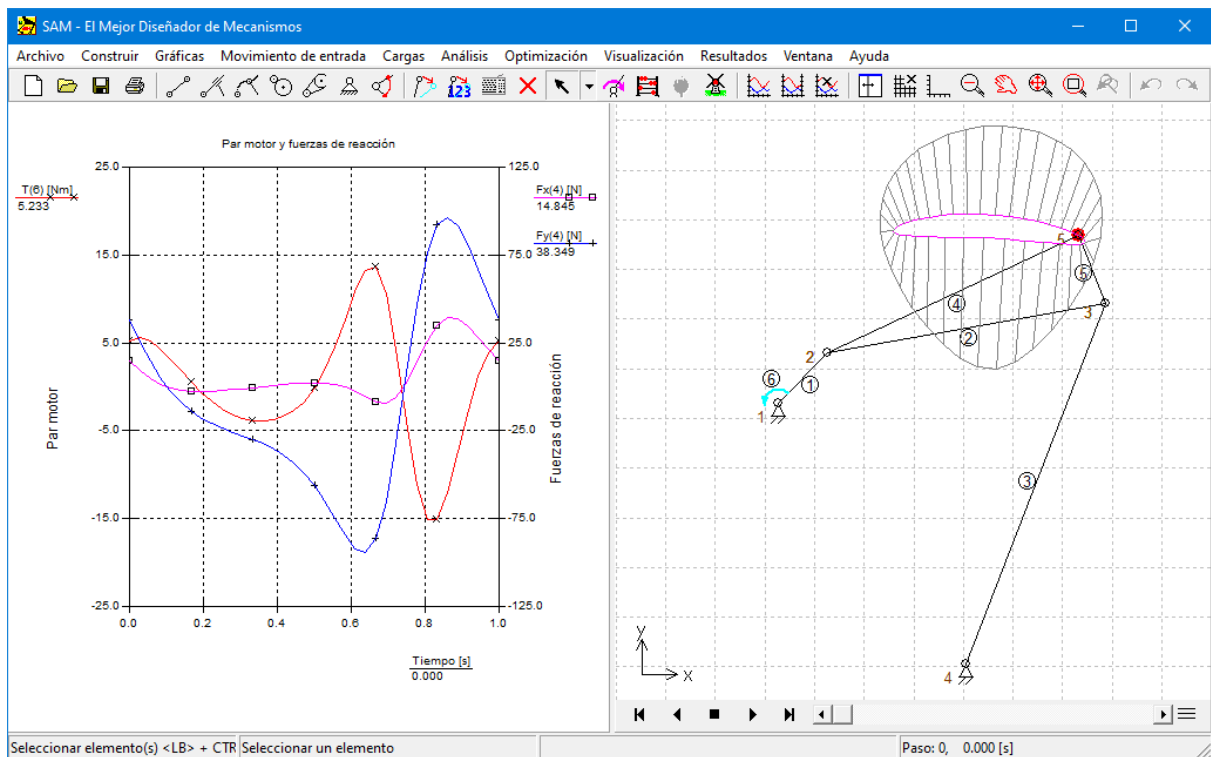 SAM - El Mejor Diseñador de Mecanismos
Archivo Construir Gráficas Movimiento de entrada Cargas Análisis Optimización Visualización Resultados Ventana Ayuda
123
Par motor y fuerzas de reacción
T(6) [Nm]
5.233
25.0
15.0
5.0
-5.0
-15.0
-25.0
Par motor
125.0
75.0
25.0
-25.0
-75.0
-125.0
Fuerzas de reacción
Fx(4) [N]
14.845
Fy(4) [N]
38.349
0.0 0.2 0.4 0.6 0.8 1.0
Tiempo [s]
0.000
5
5
4
3
2
2
6
1
1
3
4
Y
X
Seleccionar elemento(s) <LB> + CTR
Seleccionar un elemento
Paso: 0, 0.000 [s]